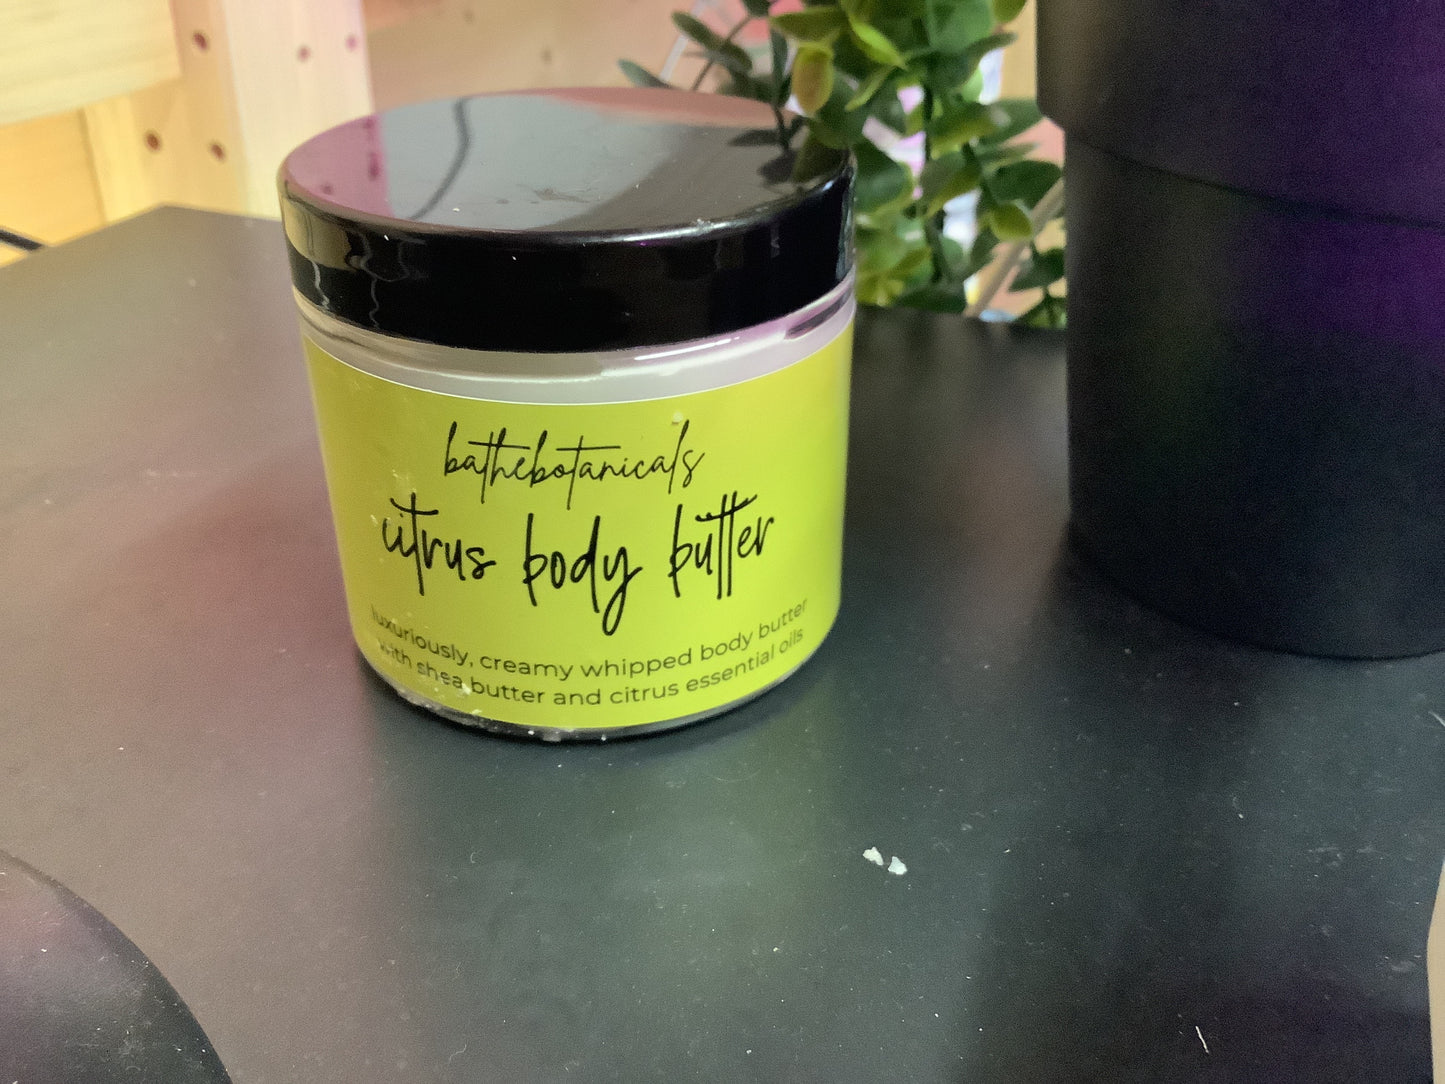 bathebotanicals
citrus body butter
luxuriously, creamy whipped body butter
with shea butter and citrus essential oils